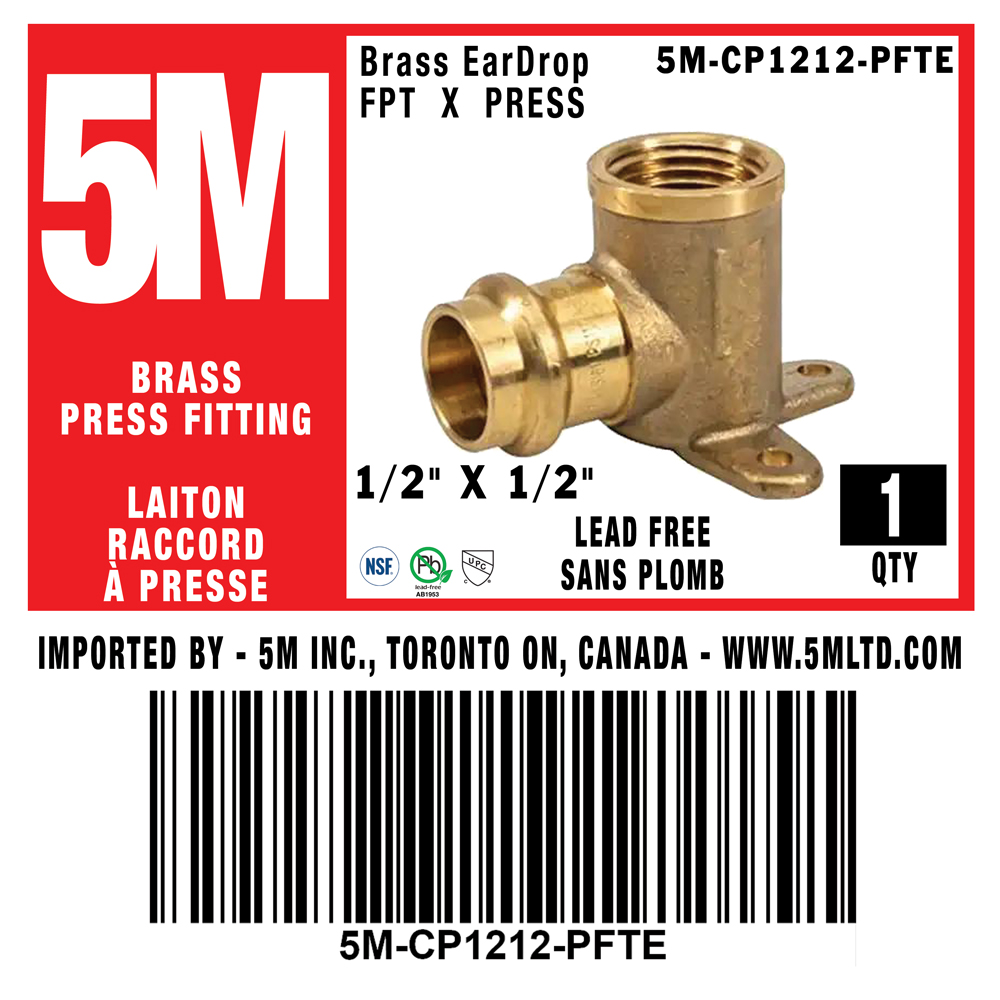 5M
BRASS
PRESS FITTING
LAITON
RACCORD
À PRESSE
Brass EarDrop
FPT X PRESS
5M-CP1212-PFTE
1/2" X 1/2"
NSF
Pb
lead-free
AB1953
UPC
C ®
LEAD FREE
SANS PLOMB
1
QTY
IMPORTED BY - 5M INC., TORONTO ON, CANADA - WWW.5MLTD.COM
5M-CP1212-PFTE